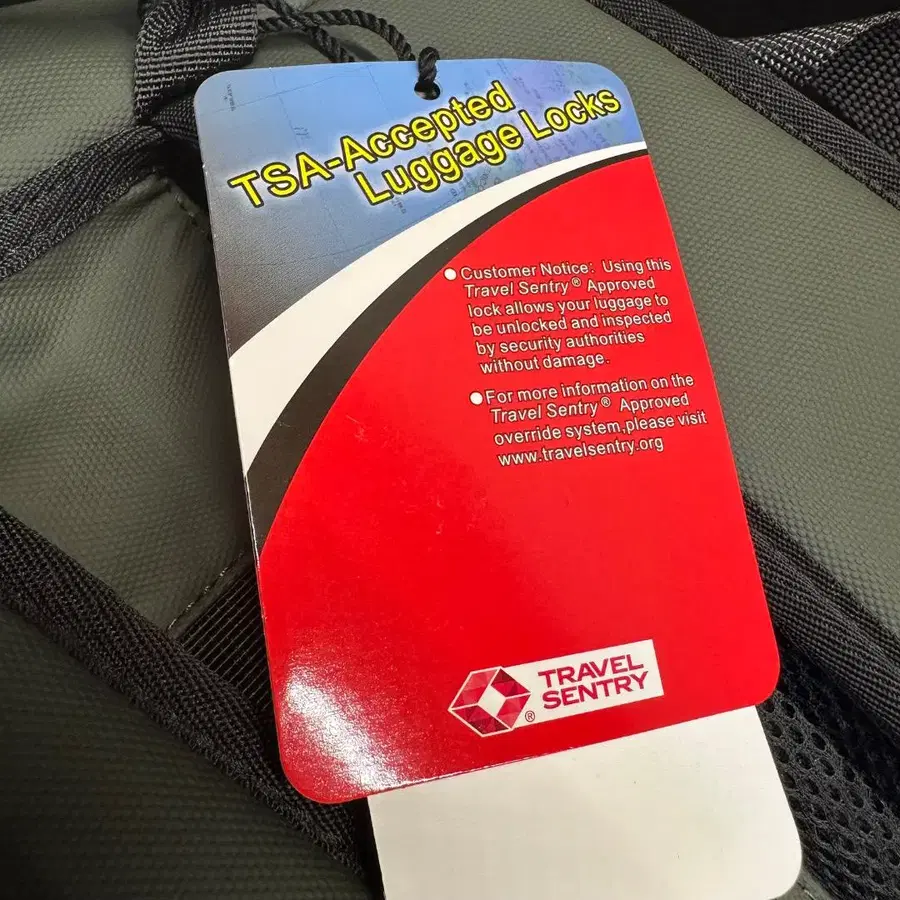 TSA-Accepted
Luggage Locks
Customer Notice: Using this
Travel Sentry® Approved
lock allows your luggage to
be unlocked and inspected
by security authorities
without damage.
For more information on the
Travel Sentry® Approved
override system,please visit
www.travelsentry.org
TRAVEL
SENTRY
®